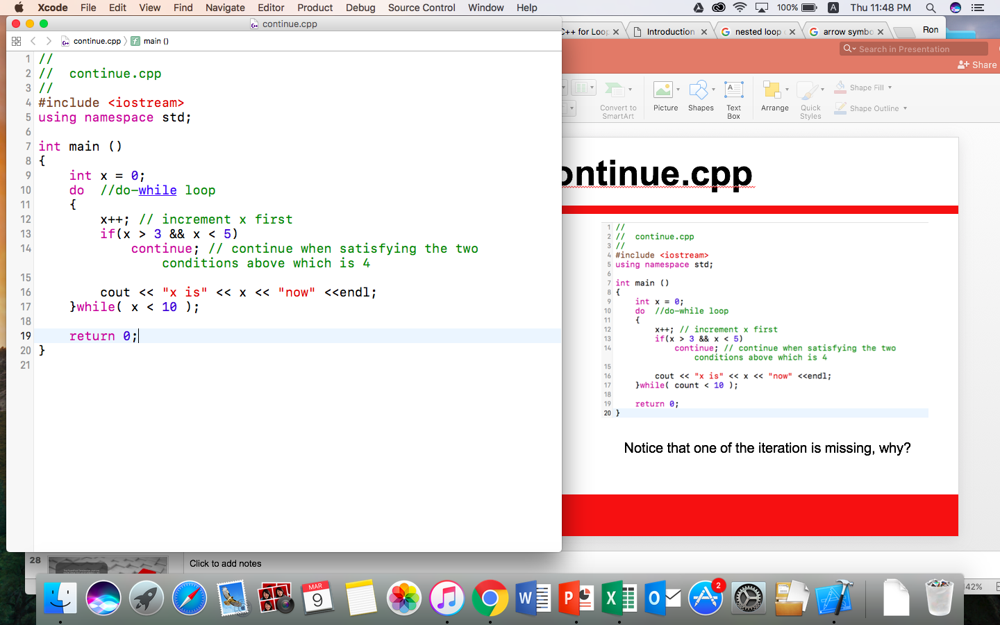 Xcode File Edit View Find Navigate Editor Product Debug Source Control Window Help 100% A Thu 11:48 PM
continue.cpp
continue.cpp main ()
1 //
2 // continue.cpp
3 //
4 #include <iostream>
5 using namespace std;
6
7 int main ()
8 {
9 int x = 0;
10 do //do-while loop
11 {
12 x++; // increment x first
13 if(x > 3 && x < 5)
14 continue; // continue when satisfying the two
conditions above which is 4
15
16 cout << "x is" << x << "now" <<endl;
17 }while( x < 10 );
18
19 return 0;
20 }
21
C++ for Loop Introduction nested loop arrow symbo Ron
Search in Presentation
Share
Convert to
SmartArt
Picture Shapes Text
Box
Arrange Quick
Styles
Shape Fill
Shape Outline
ontinue.cpp
1 //
2 // continue.cpp
3 //
4 #include <iostream>
5 using namespace std;
6
7 int main ()
8 {
9 int x = 0;
10 do //do-while loop
11 {
12 x++; // increment x first
13 if(x > 3 && x < 5)
14 continue; // continue when satisfying the two
conditions above which is 4
15
16 cout << "x is" << x << "now" <<endl;
17 }while( count < 10 );
18
19 return 0;
20 }
Notice that one of the iteration is missing, why?
28
Click to add notes
142%
MAR
9
W P X O
2